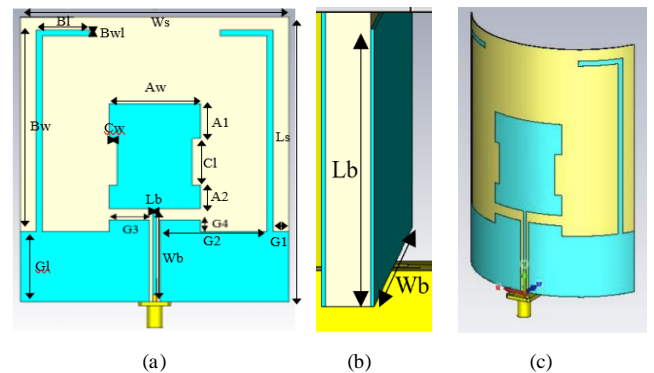 Bl Ws
Bwl
Aw
A1
Bw Cw Ls
Cl
Lb A2
G3 G4
G2 G1
Gl Wb
Lb
Wb
(a) (b) (c)